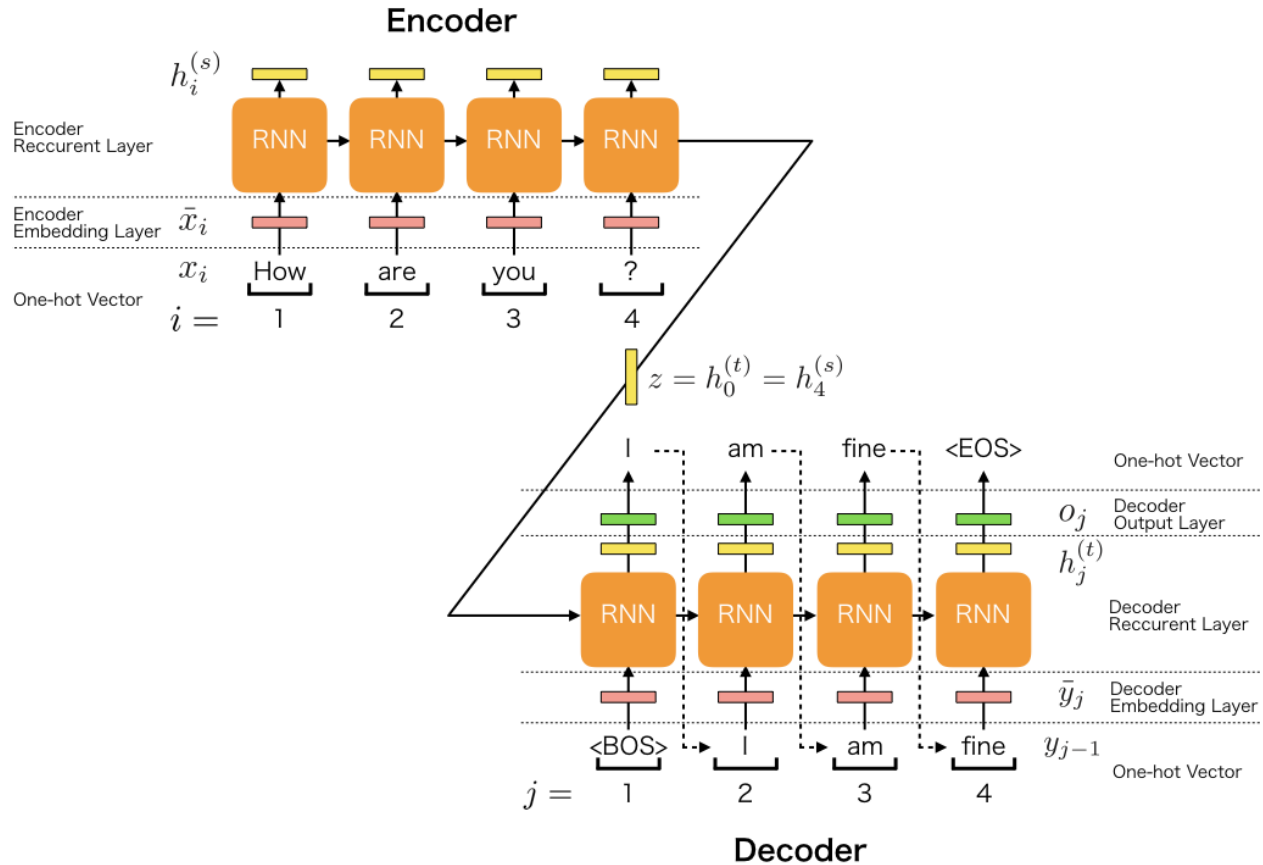 Encoder
h_i^{(s)}
RNN RNN RNN RNN
Encoder
Reccurent Layer
Encoder
Embedding Layer
x̄_i
x_i
How are you ?
One-hot Vector
i = 1 2 3 4
z = h_0^{(t)} = h_4^{(s)}
I am fine <EOS>
One-hot Vector
o_j
Decoder
Output Layer
h_j^{(t)}
RNN RNN RNN RNN
Decoder
Reccurent Layer
ȳ_j
Decoder
Embedding Layer
<BOS> I am fine
y_{j−1}
One-hot Vector
j = 1 2 3 4
Decoder